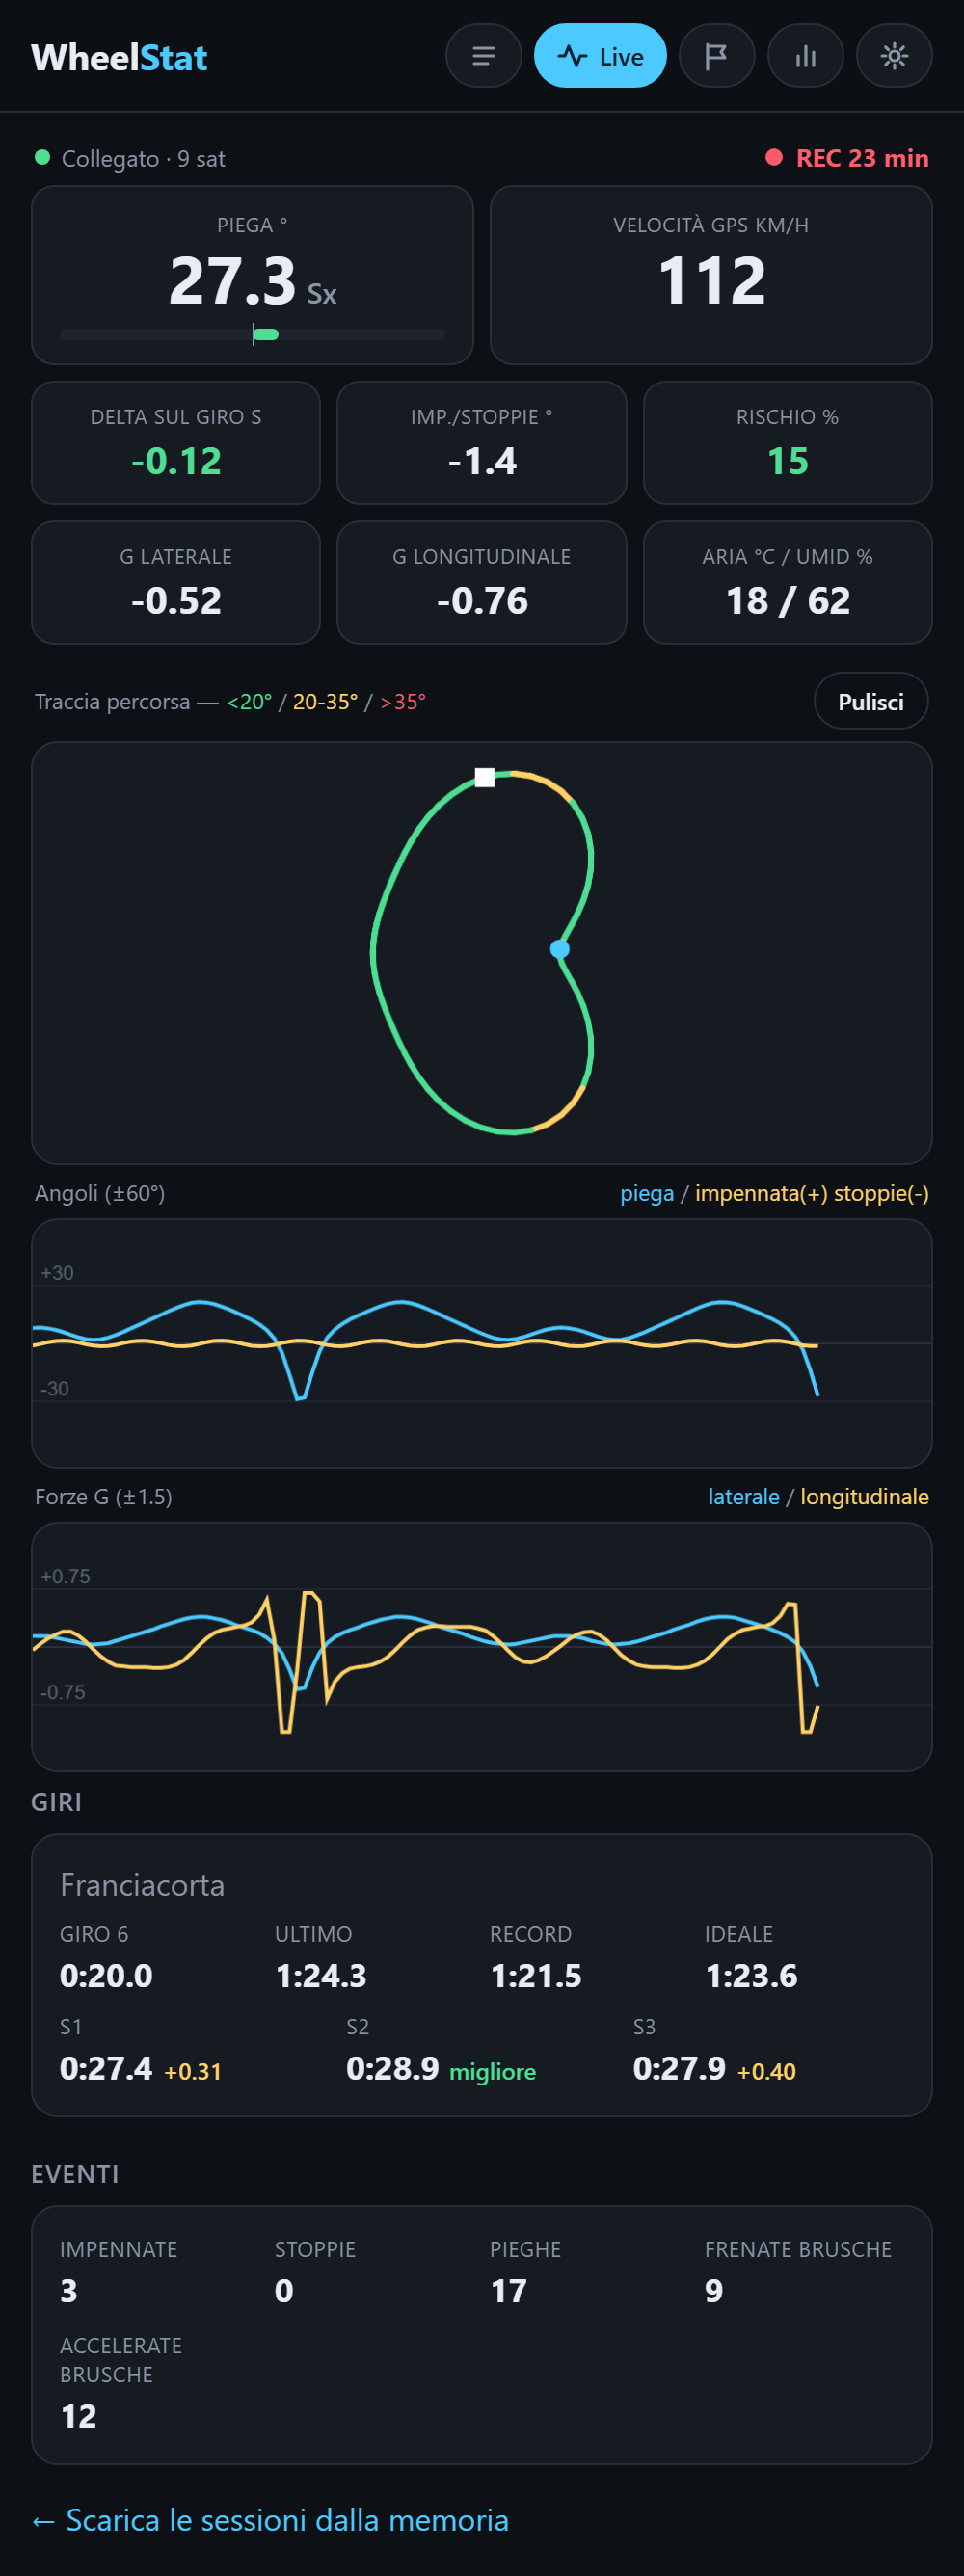 WheelStat
Live
Collegato · 9 sat
REC 23 min
PIEGA °
27.3 Sx
VELOCITÀ GPS KM/H
112
DELTA SUL GIRO S
-0.12
IMP./STOPPIE °
-1.4
RISCHIO %
15
G LATERALE
-0.52
G LONGITUDINALE
-0.76
ARIA °C / UMID %
18 / 62
Traccia percorsa — <20° / 20-35° / >35°
Pulisci
Angoli (±60°)
piega / impennata(+) stoppie(-)
+30
-30
Forze G (±1.5)
laterale / longitudinale
+0.75
-0.75
GIRI
Franciacorta
GIRO 6
0:20.0
ULTIMO
1:24.3
RECORD
1:21.5
IDEALE
1:23.6
S1
0:27.4 +0.31
S2
0:28.9 migliore
S3
0:27.9 +0.40
EVENTI
IMPENNATE
3
STOPPIE
0
PIEGHE
17
FRENATE BRUSCHE
9
ACCELERATE
BRUSCHE
12
← Scarica le sessioni dalla memoria